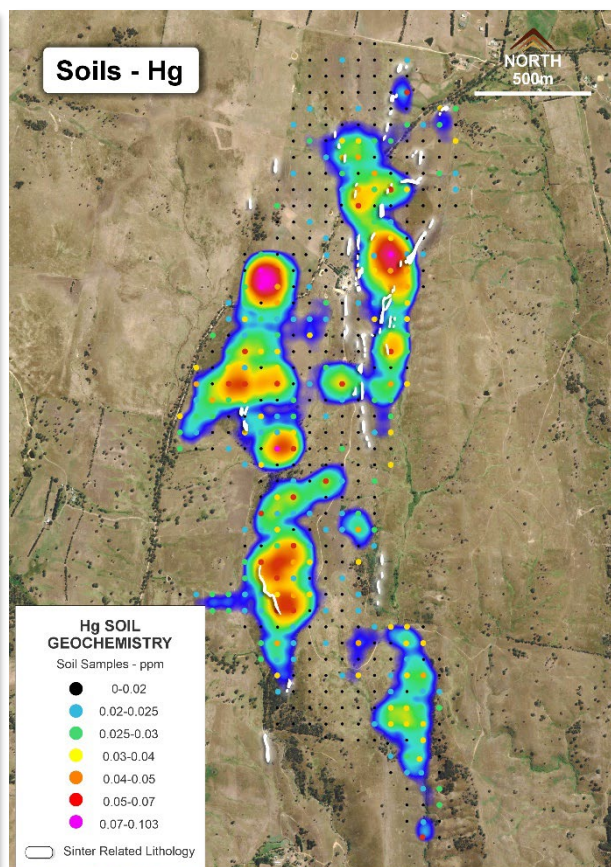 Soils - Hg
NORTH
500m
Hg SOIL
GEOCHEMISTRY
Soil Samples - ppm
0-0.02
0.02-0.025
0.025-0.03
0.03-0.04
0.04-0.05
0.05-0.07
0.07-0.103
Sinter Related Lithology